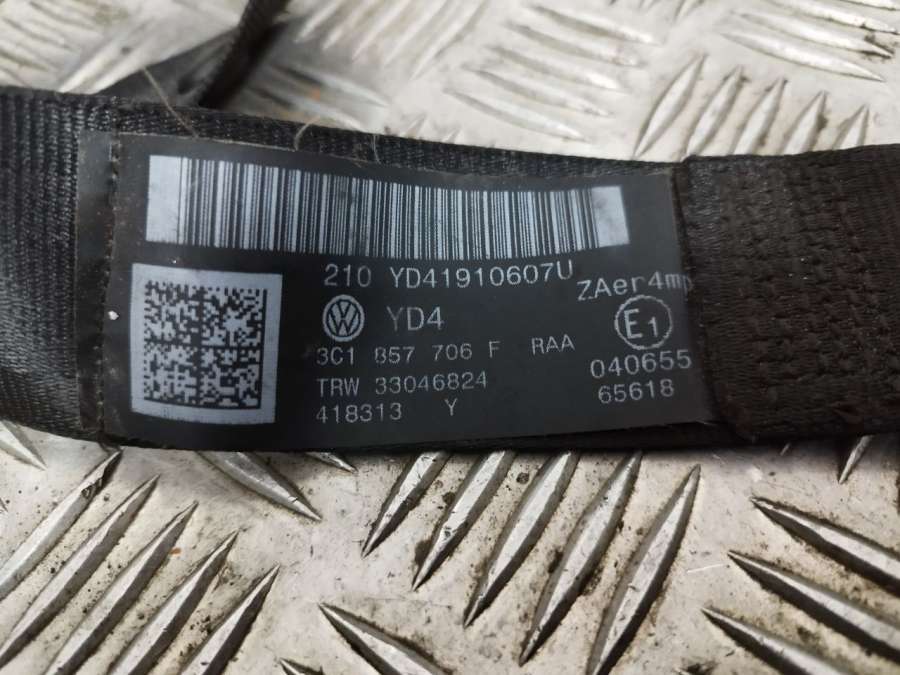 210 YD41910607U
ZAer4mp
YD4
E1
3C1 857 706 F RAA
040655
TRW 33046824
65618
418313 Y